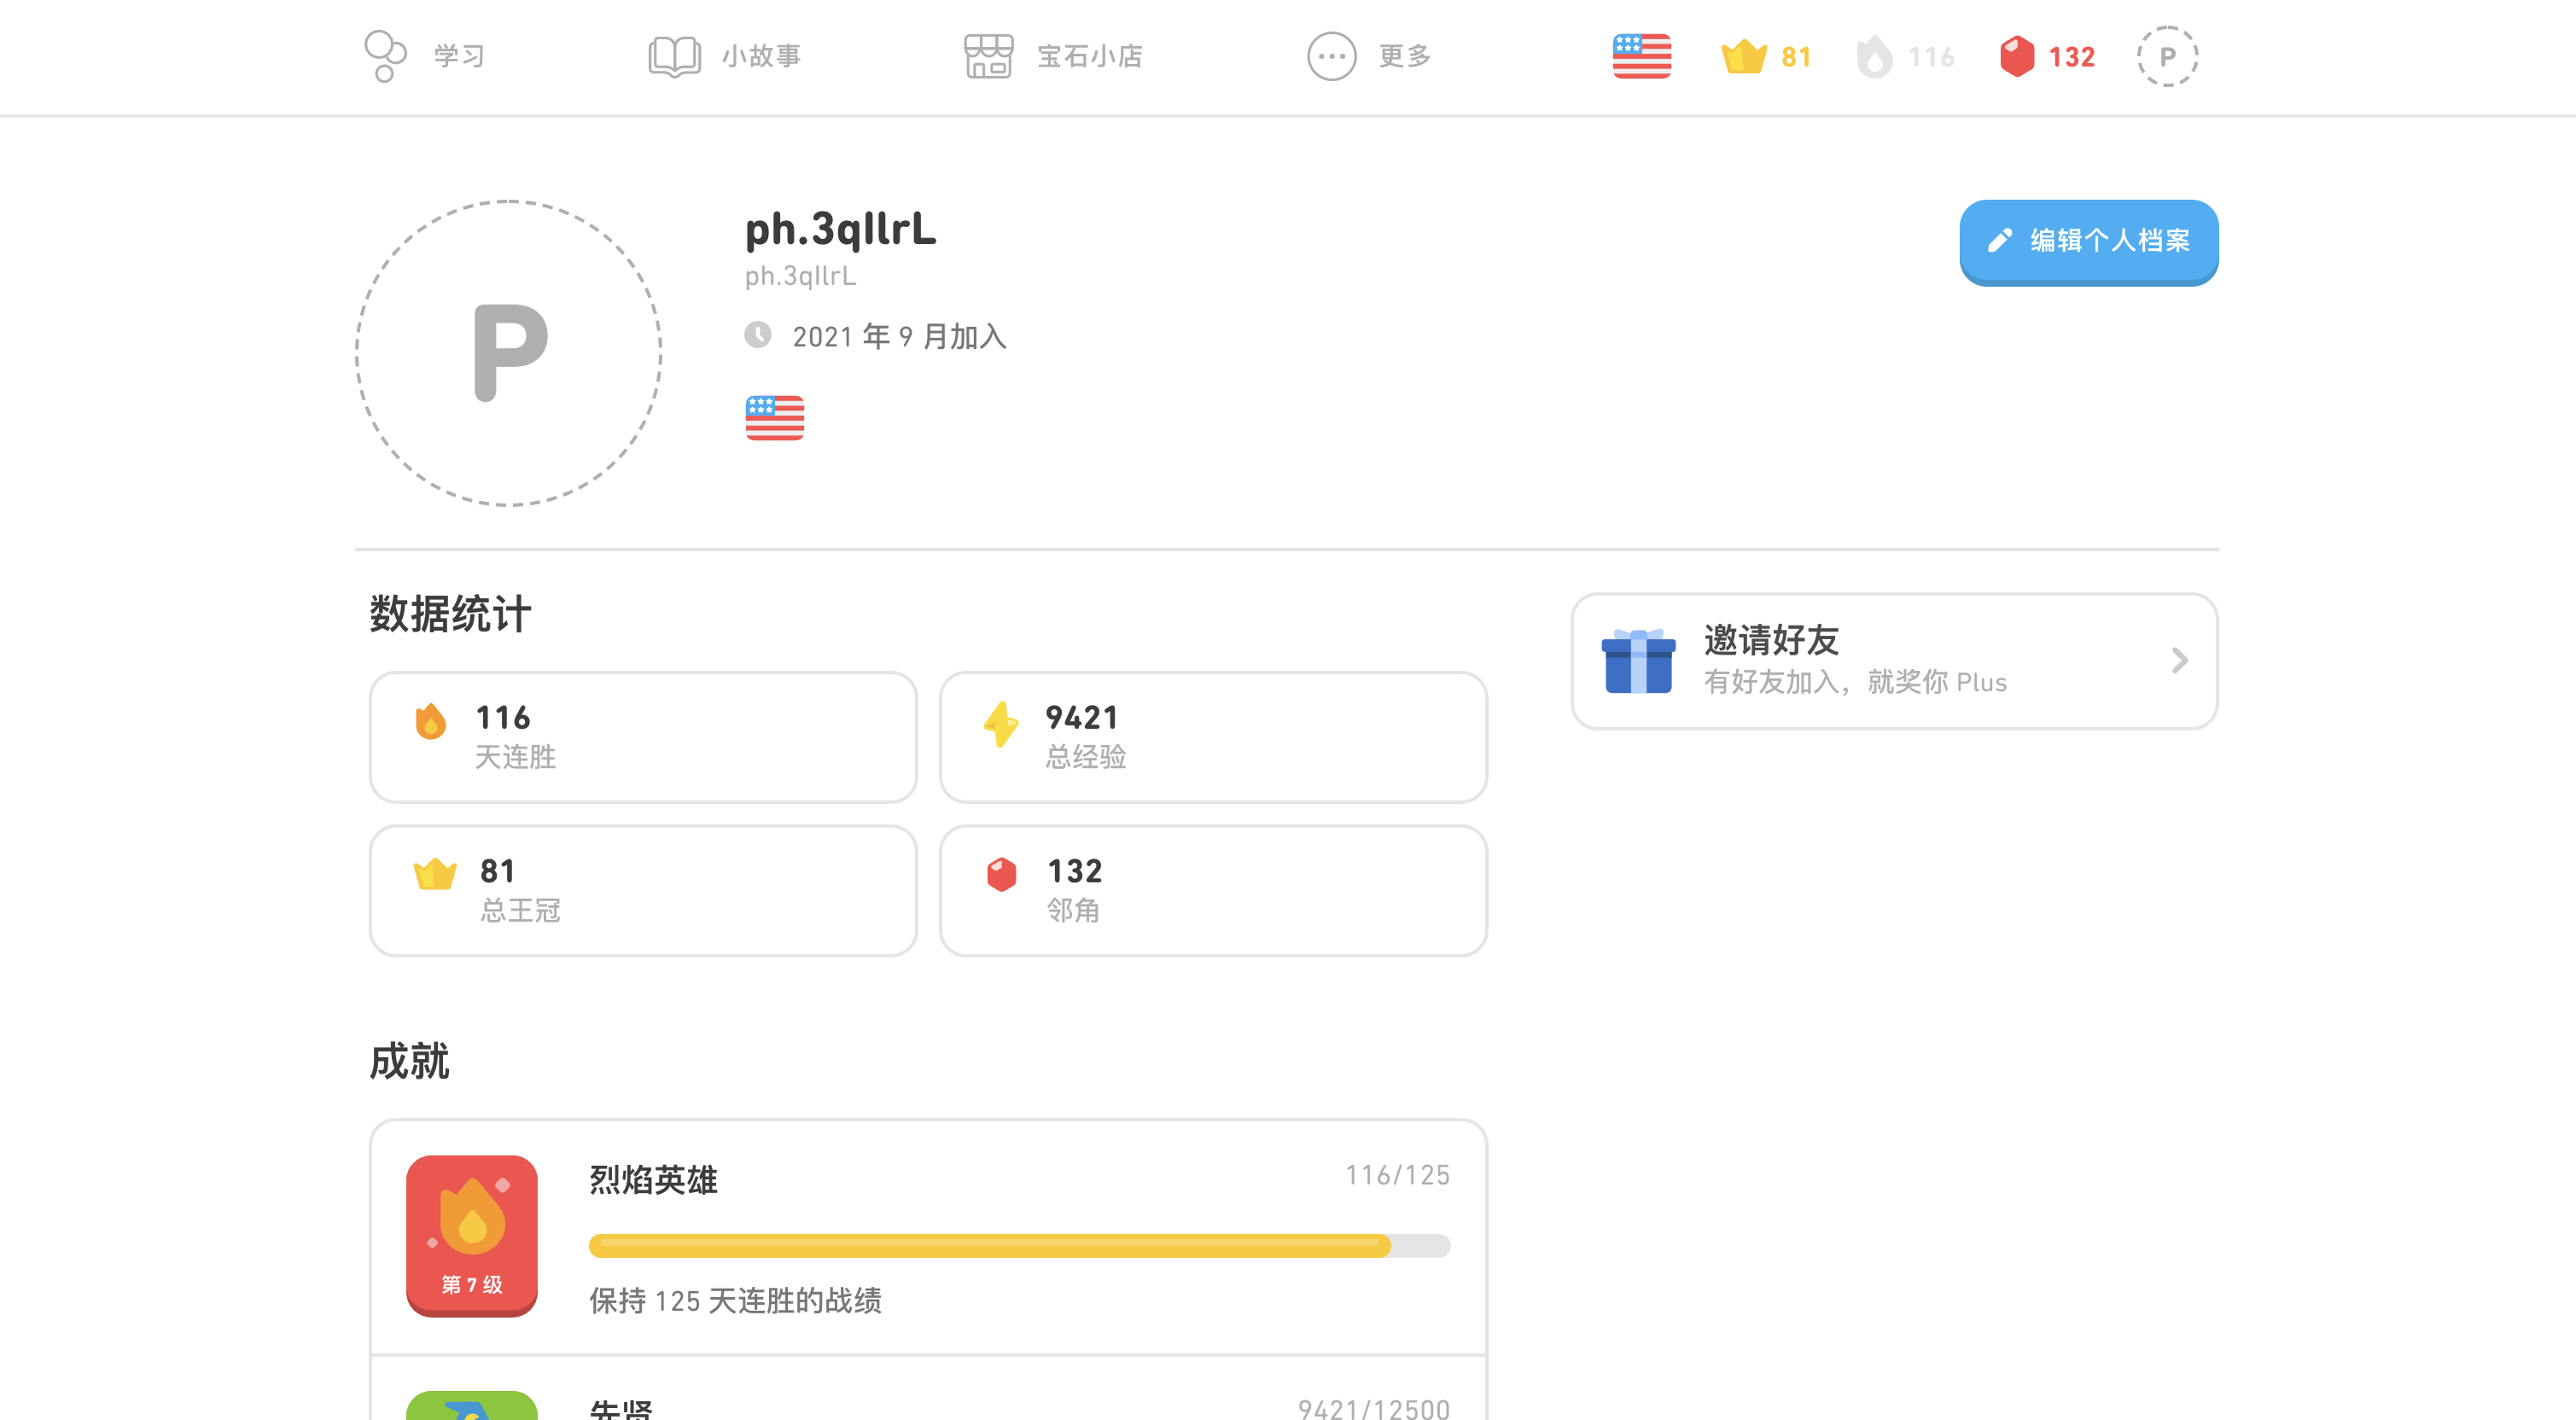 学习
小故事
宝石小店
更多
81
116
132
P
P
ph.3qIlrL
ph.3qIlrL
2021 年 9 月加入
编辑个人档案
数据统计
116
天连胜
9421
总经验
81
总王冠
132
邻角
邀请好友
有好友加入，就奖你 Plus
成就
烈焰英雄
116/125
第 7 级
保持 125 天连胜的战绩
先贤
9421/12500